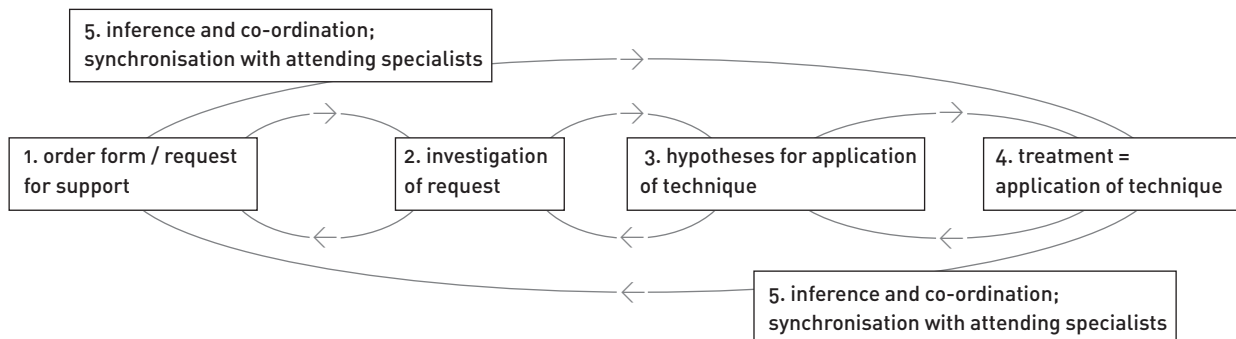 5. inference and co-ordination;
synchronisation with attending specialists
1. order form / request
for support
2. investigation
of request
3. hypotheses for application
of technique
4. treatment =
application of technique
5. inference and co-ordination;
synchronisation with attending specialists